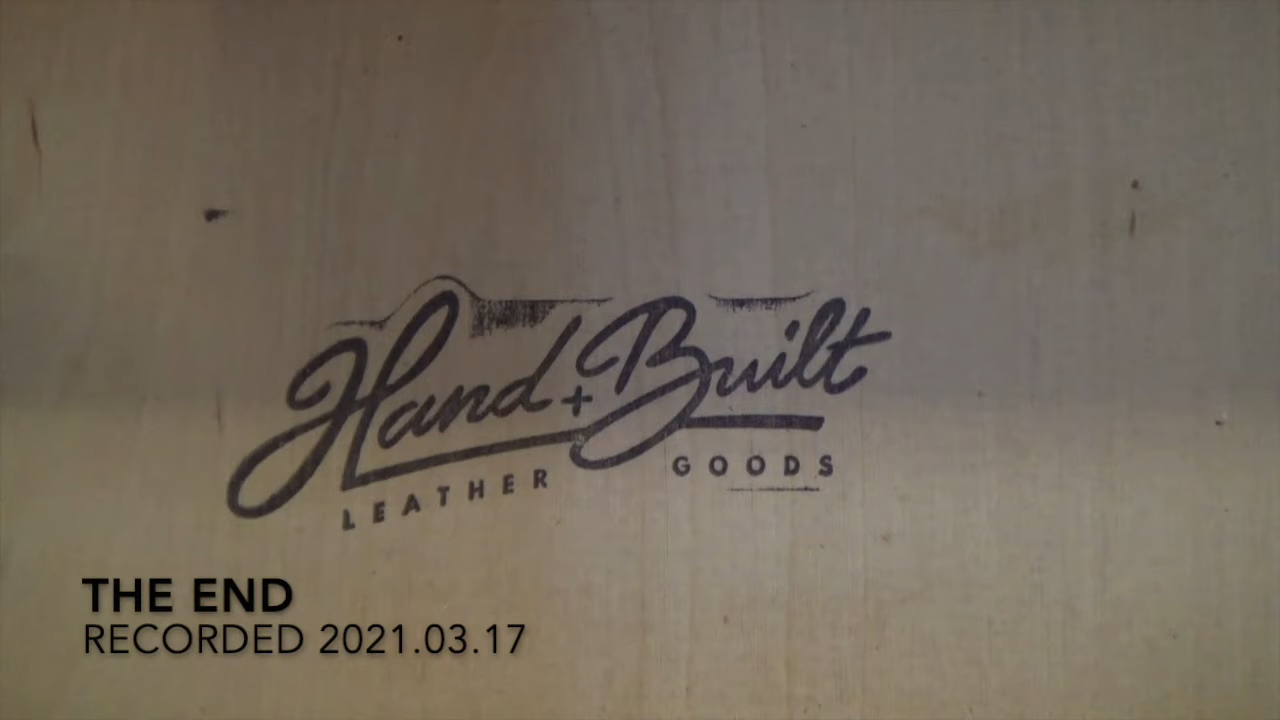 Hand + Built
LEATHER GOODS
THE END
RECORDED 2021.03.17